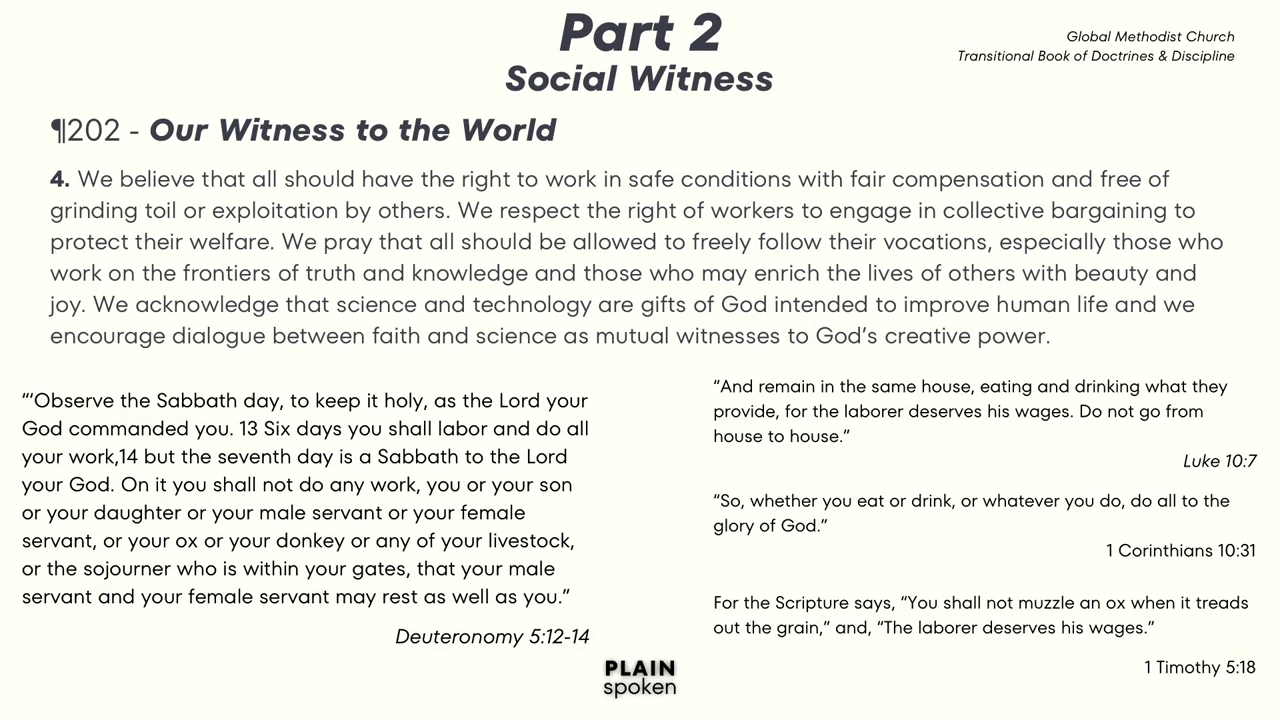 Part 2
Social Witness
Global Methodist Church
Transitional Book of Doctrines & Discipline
¶202 - Our Witness to the World
4. We believe that all should have the right to work in safe conditions with fair compensation and free of
grinding toil or exploitation by others. We respect the right of workers to engage in collective bargaining to
protect their welfare. We pray that all should be allowed to freely follow their vocations, especially those who
work on the frontiers of truth and knowledge and those who may enrich the lives of others with beauty and
joy. We acknowledge that science and technology are gifts of God intended to improve human life and we
encourage dialogue between faith and science as mutual witnesses to God’s creative power.
“‘Observe the Sabbath day, to keep it holy, as the Lord your
God commanded you. 13 Six days you shall labor and do all
your work,14 but the seventh day is a Sabbath to the Lord
your God. On it you shall not do any work, you or your son
or your daughter or your male servant or your female
servant, or your ox or your donkey or any of your livestock,
or the sojourner who is within your gates, that your male
servant and your female servant may rest as well as you.”
Deuteronomy 5:12-14
“And remain in the same house, eating and drinking what they
provide, for the laborer deserves his wages. Do not go from
house to house.”
Luke 10:7
“So, whether you eat or drink, or whatever you do, do all to the
glory of God.”
1 Corinthians 10:31
For the Scripture says, “You shall not muzzle an ox when it treads
out the grain,” and, “The laborer deserves his wages.”
1 Timothy 5:18
PLAIN
spoken